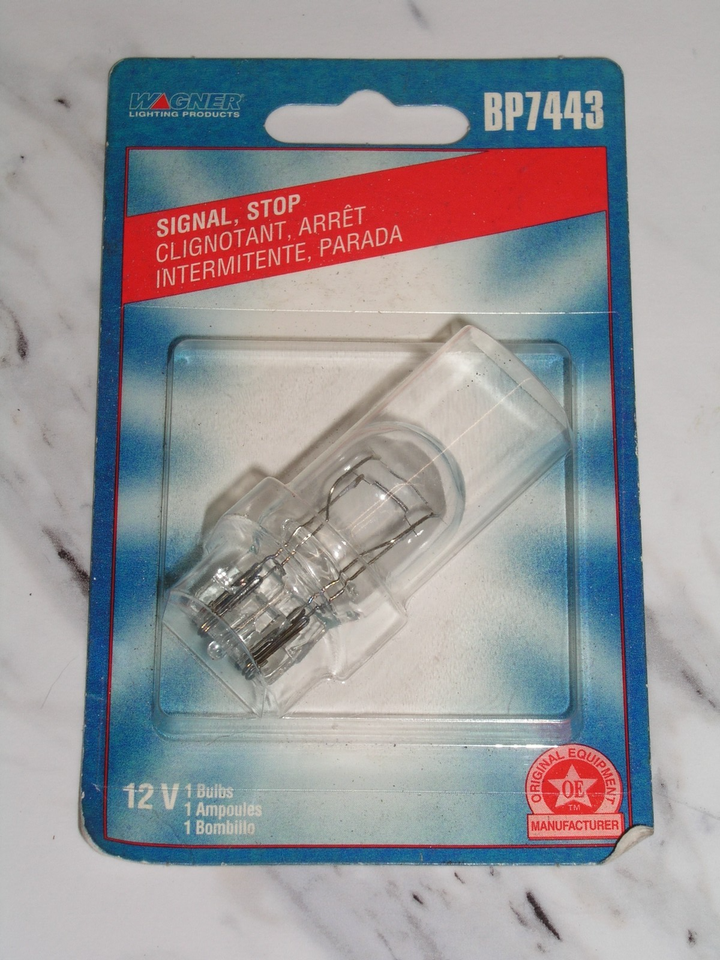 WAGNER
LIGHTING PRODUCTS
BP7443
SIGNAL, STOP
CLIGNOTANT, ARRÊT
INTERMITENTE, PARADA
12 V
1 Bulbs
1 Ampoules
1 Bombillo
ORIGINAL EQUIPMENT
OE
TM
MANUFACTURER